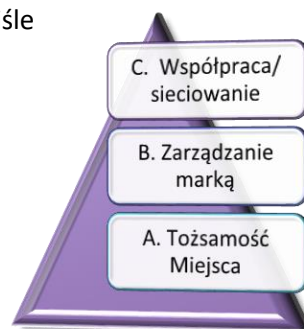 śle
C. Współpraca/
sieciowanie
B. Zarządzanie
marką
A. Tożsamość
Miejsca